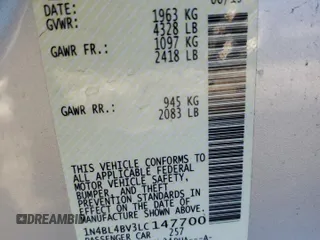 DATE:
GVWR: 1963 KG
4328 LB
GAWR FR.: 1097 KG
2418 LB
GAWR RR.: 945 KG
2083 LB
THIS VEHICLE CONFORMS TO
ALL APPLICABLE FEDERAL
MOTOR VEHICLE SAFETY,
BUMPER, AND THEFT
PREVENTION STANDARDS
IN EFFECT ON THE DATE OF
MANUFACTURE SHOWN ABOVE.
1N4BL4BV3LC147700
PASSENGER CAR 257
DREAMBID